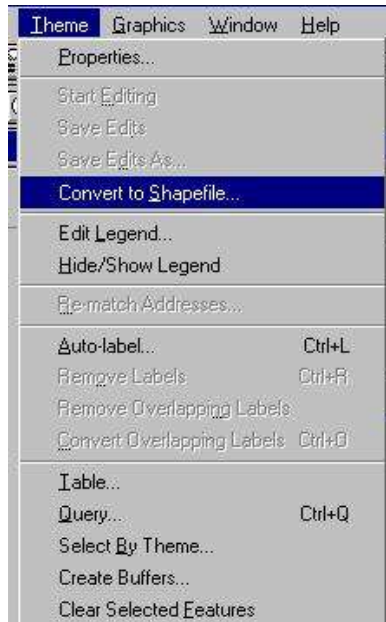 Theme Graphics Window Help
Properties...
Start Editing
Save Edits
Save Edits As...
Convert to Shapefile...
Edit Legend...
Hide/Show Legend
Re-match Addresses...
Auto-label... Ctrl+L
Remove Labels Ctrl+R
Remove Overlapping Labels
Convert Overlapping Labels Ctrl+O
Table...
Query... Ctrl+Q
Select By Theme...
Create Buffers...
Clear Selected Features